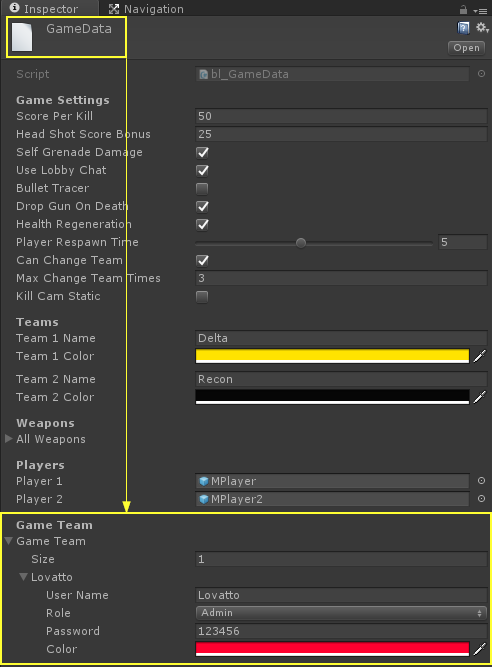 Inspector Navigation
GameData
Open
Script bl_GameData
Game Settings
Score Per Kill 50
Head Shot Score Bonus 25
Self Grenade Damage
Use Lobby Chat
Bullet Tracer
Drop Gun On Death
Health Regeneration
Player Respawn Time 5
Can Change Team
Max Change Team Times 3
Kill Cam Static
Teams
Team 1 Name Delta
Team 1 Color
Team 2 Name Recon
Team 2 Color
Weapons
All Weapons
Players
Player 1 MPlayer
Player 2 MPlayer2
Game Team
Game Team
Size 1
Lovatto
User Name Lovatto
Role Admin
Password 123456
Color